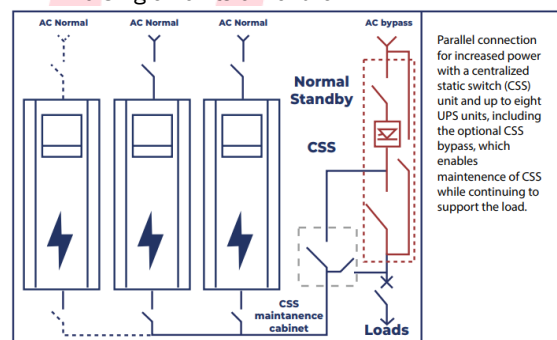 AC Normal
AC Normal
AC Normal
AC bypass
Normal
Standby
CSS
CSS
maintanance
cabinet
Loads
Parallel connection
for increased power
with a centralized
static switch (CSS)
unit and up to eight
UPS units, including
the optional CSS
bypass, which
enables
maintenence of CSS
while continuing to
support the load.